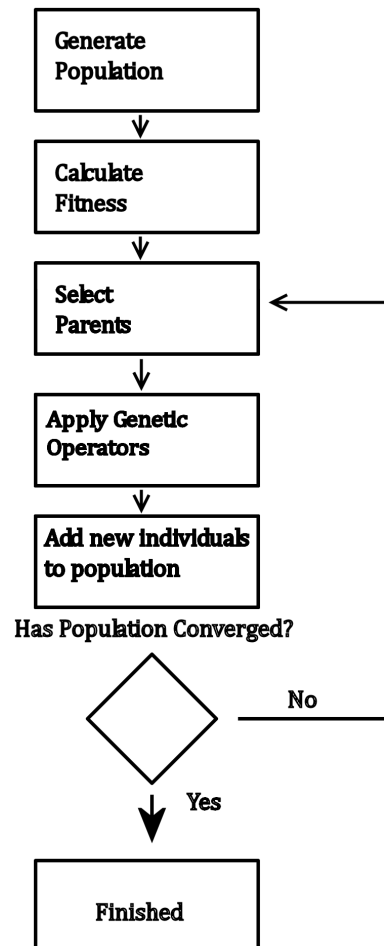 Generate
Population
Calculate
Fitness
Select
Parents
Apply Genetic
Operators
Add new individuals
to population
Has Population Converged?
No
Yes
Finished